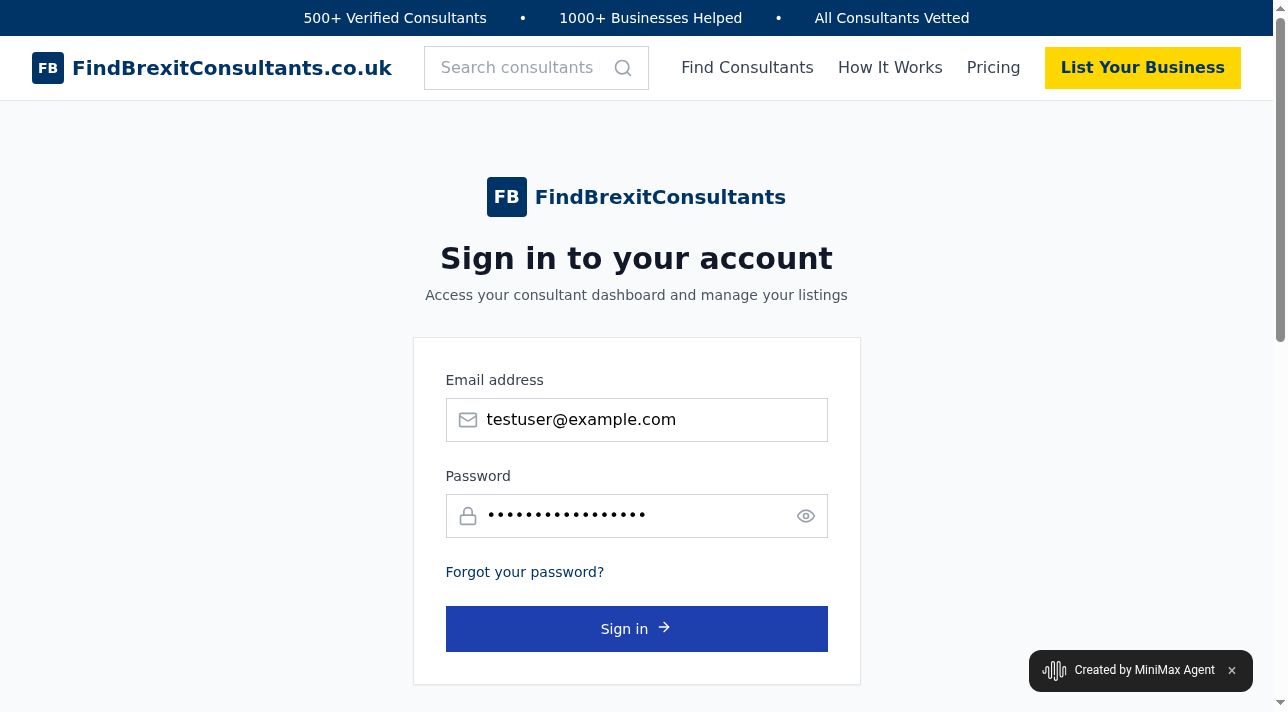 500+ Verified Consultants • 1000+ Businesses Helped • All Consultants Vetted
FB FindBrexitConsultants.co.uk Search consultants Find Consultants How It Works Pricing List Your Business
FB FindBrexitConsultants
Sign in to your account
Access your consultant dashboard and manage your listings
Email address
testuser@example.com
Password
•••••••••••••••••
Forgot your password?
Sign in →
Created by MiniMax Agent ×